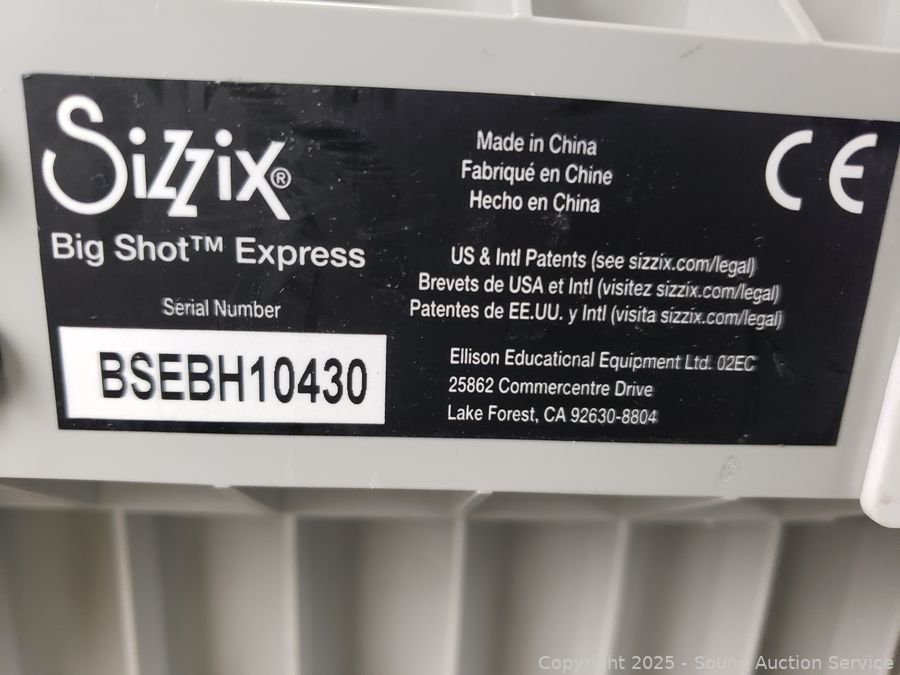 Sizzix®
Big Shot™ Express
Serial Number
BSEBH10430
Made in China
Fabriqué en Chine
Hecho en China
CE
US & Intl Patents (see sizzix.com/legal)
Brevets de USA et Intl (visitez sizzix.com/legal)
Patentes de EE.UU. y Intl (visita sizzix.com/legal)
Ellison Educational Equipment Ltd. 02EC
25862 Commercentre Drive
Lake Forest, CA 92630-8804
Copyright 2025 - Sound Auction Service